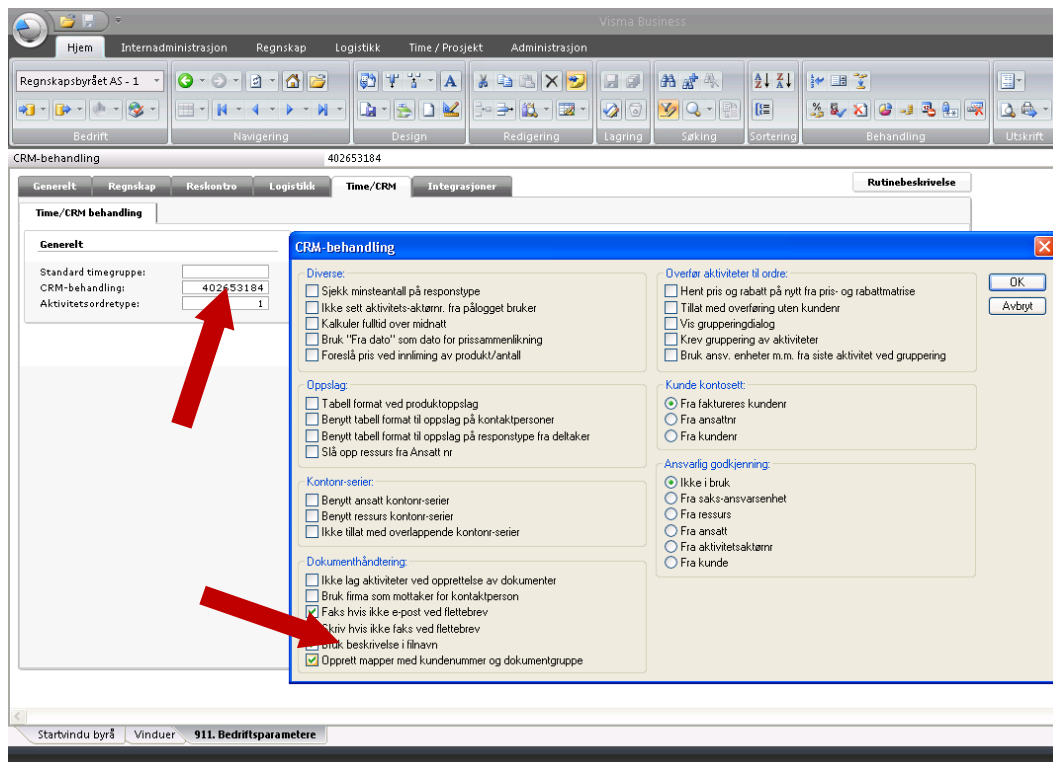 Visma Business
Hjem Internadministrasjon Regnskap Logistikk Time / Prosjekt Administrasjon
Regnskapsbyrået AS - 1
Bedrift Navigering Design Redigering Lagring Søking Sortering Behandling Utskrift
CRM-behandling 402653184
Generelt Regnskap Reskontro Logistikk Time/CRM Integrasjoner Rutinebeskrivelse
Time/CRM behandling
Generelt
Standard timegruppe:
CRM-behandling: 402653184
Aktivitetsordretype: 1
CRM-behandling
Diverse:
Sjekk minsteantall på responstype
Ikke sett aktivitets-aktørnr. fra pålogget bruker
Kalkuler fulltid over midnatt
Bruk "Fra dato" som dato for prissammenlikning
Foreslå pris ved innliming av produkt/antall
Oppslag:
Tabell format ved produktoppslag
Benytt tabell format til oppslag på kontaktpersoner
Benytt tabell format til oppslag på responstype fra deltaker
Slå opp ressurs fra Ansatt nr
Kontonr-serier:
Benytt ansatt kontonr-serier
Benytt ressurs kontonr-serier
Ikke tillat med overlappende kontonr-serier
Dokumenthåndtering:
Ikke lag aktiviteter ved opprettelse av dokumenter
Bruk firma som mottaker for kontaktperson
Faks hvis ikke e-post ved flettebrev
Skriv hvis ikke faks ved flettebrev
Bruk beskrivelse i filnavn
Opprett mapper med kundenummer og dokumentgruppe
Overfør aktiviteter til ordre:
Hent pris og rabatt på nytt fra pris- og rabattmatrise
Tillat med overføring uten kundenr
Vis grupperingdialog
Krev gruppering av aktiviteter
Bruk ansv. enheter m.m. fra siste aktivitet ved gruppering
Kunde kontosett:
Fra faktureres kundenr
Fra ansattnr
Fra kundenr
Ansvarlig godkjenning:
Ikke i bruk
Fra saks-ansvarsenhet
Fra ressurs
Fra ansatt
Fra aktivitetsaktørnr
Fra kunde
OK
Avbryt
Startvindu byrå Vinduer 911. Bedriftsparametere